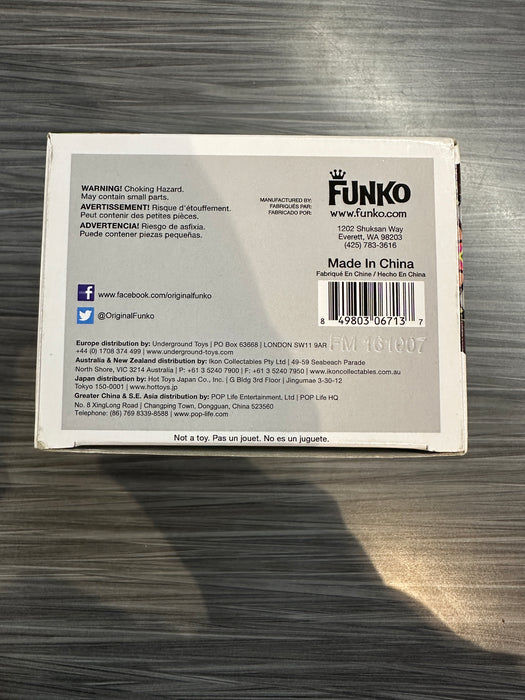 WARNING! Choking Hazard.
May contain small parts.
AVERTISSEMENT! Risque d'étouffement.
Peut contenir des petites pièces.
ADVERTENCIA! Riesgo de asfixia.
Puede contener piezas pequeñas.
MANUFACTURED BY:
FABRIQUÉS PAR:
FABRICADO POR:
FUNKO
www.funko.com
1202 Shuksan Way
Everett, WA 98203
(425) 783-3616
Made In China
Fabriqué En Chine / Hecho En China
8 49803 06713 7
f www.facebook.com/originalfunko
@OriginalFunko
Europe distribution by: Underground Toys | PO Box 63668 | LONDON SW11 9AR
+44 (0) 1708 374 499 | www.underground-toys.com
FM 161007
Australia & New Zealand distribution by: Ikon Collectables Pty Ltd | 49-59 Seabeach Parade
North Shore, VIC 3214 Australia | P: +61 3 5240 7900 | F: +61 3 5240 7950 | www.ikoncollectables.com.au
Japan distribution by: Hot Toys Japan Co., Inc. | G Bldg 3rd Floor | Jingumae 3-30-12
Tokyo 150-0001 | www.hottoys.jp
Greater China & S.E. Asia distribution by: POP Life Entertainment, Ltd | POP Life HQ
No. 8 XingLong Road | Changping Town, Dongguan, China 523560
Telephone: (86) 769 8339-8588 | www.pop-life.com
Not a toy. Pas un jouet. No es un juguete.